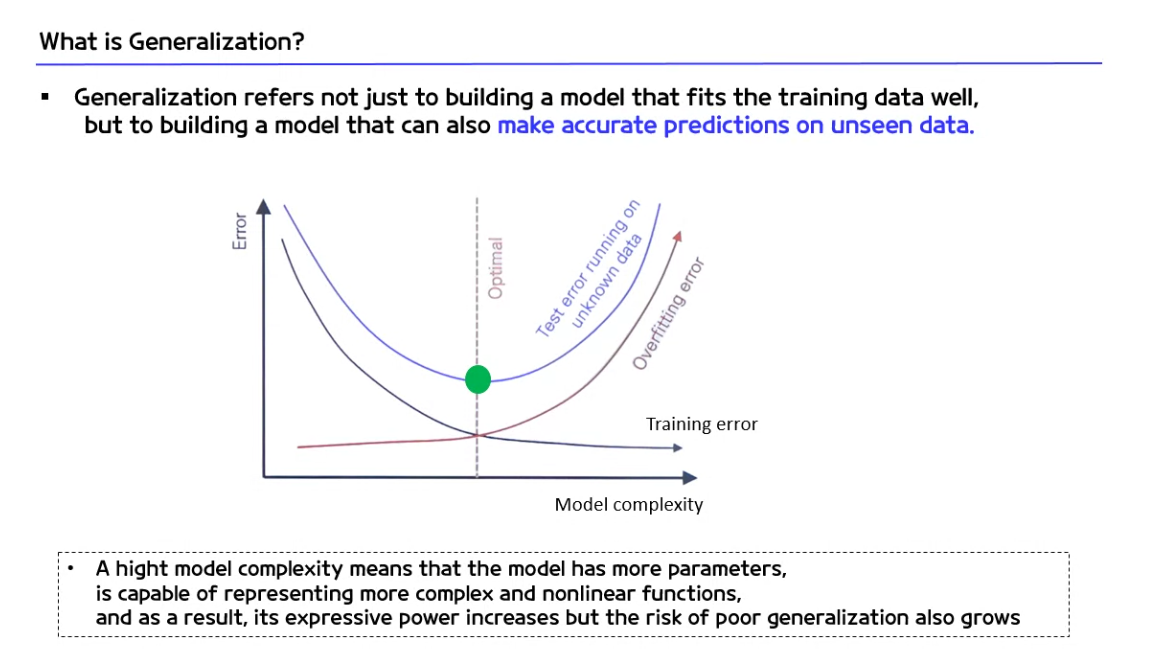 What is Generalization?
▪ Generalization refers not just to building a model that fits the training data well,
but to building a model that can also make accurate predictions on unseen data.
Error
Optimal
Test error running on
unknown data
Overfitting error
Training error
Model complexity
• A hight model complexity means that the model has more parameters,
is capable of representing more complex and nonlinear functions,
and as a result, its expressive power increases but the risk of poor generalization also grows